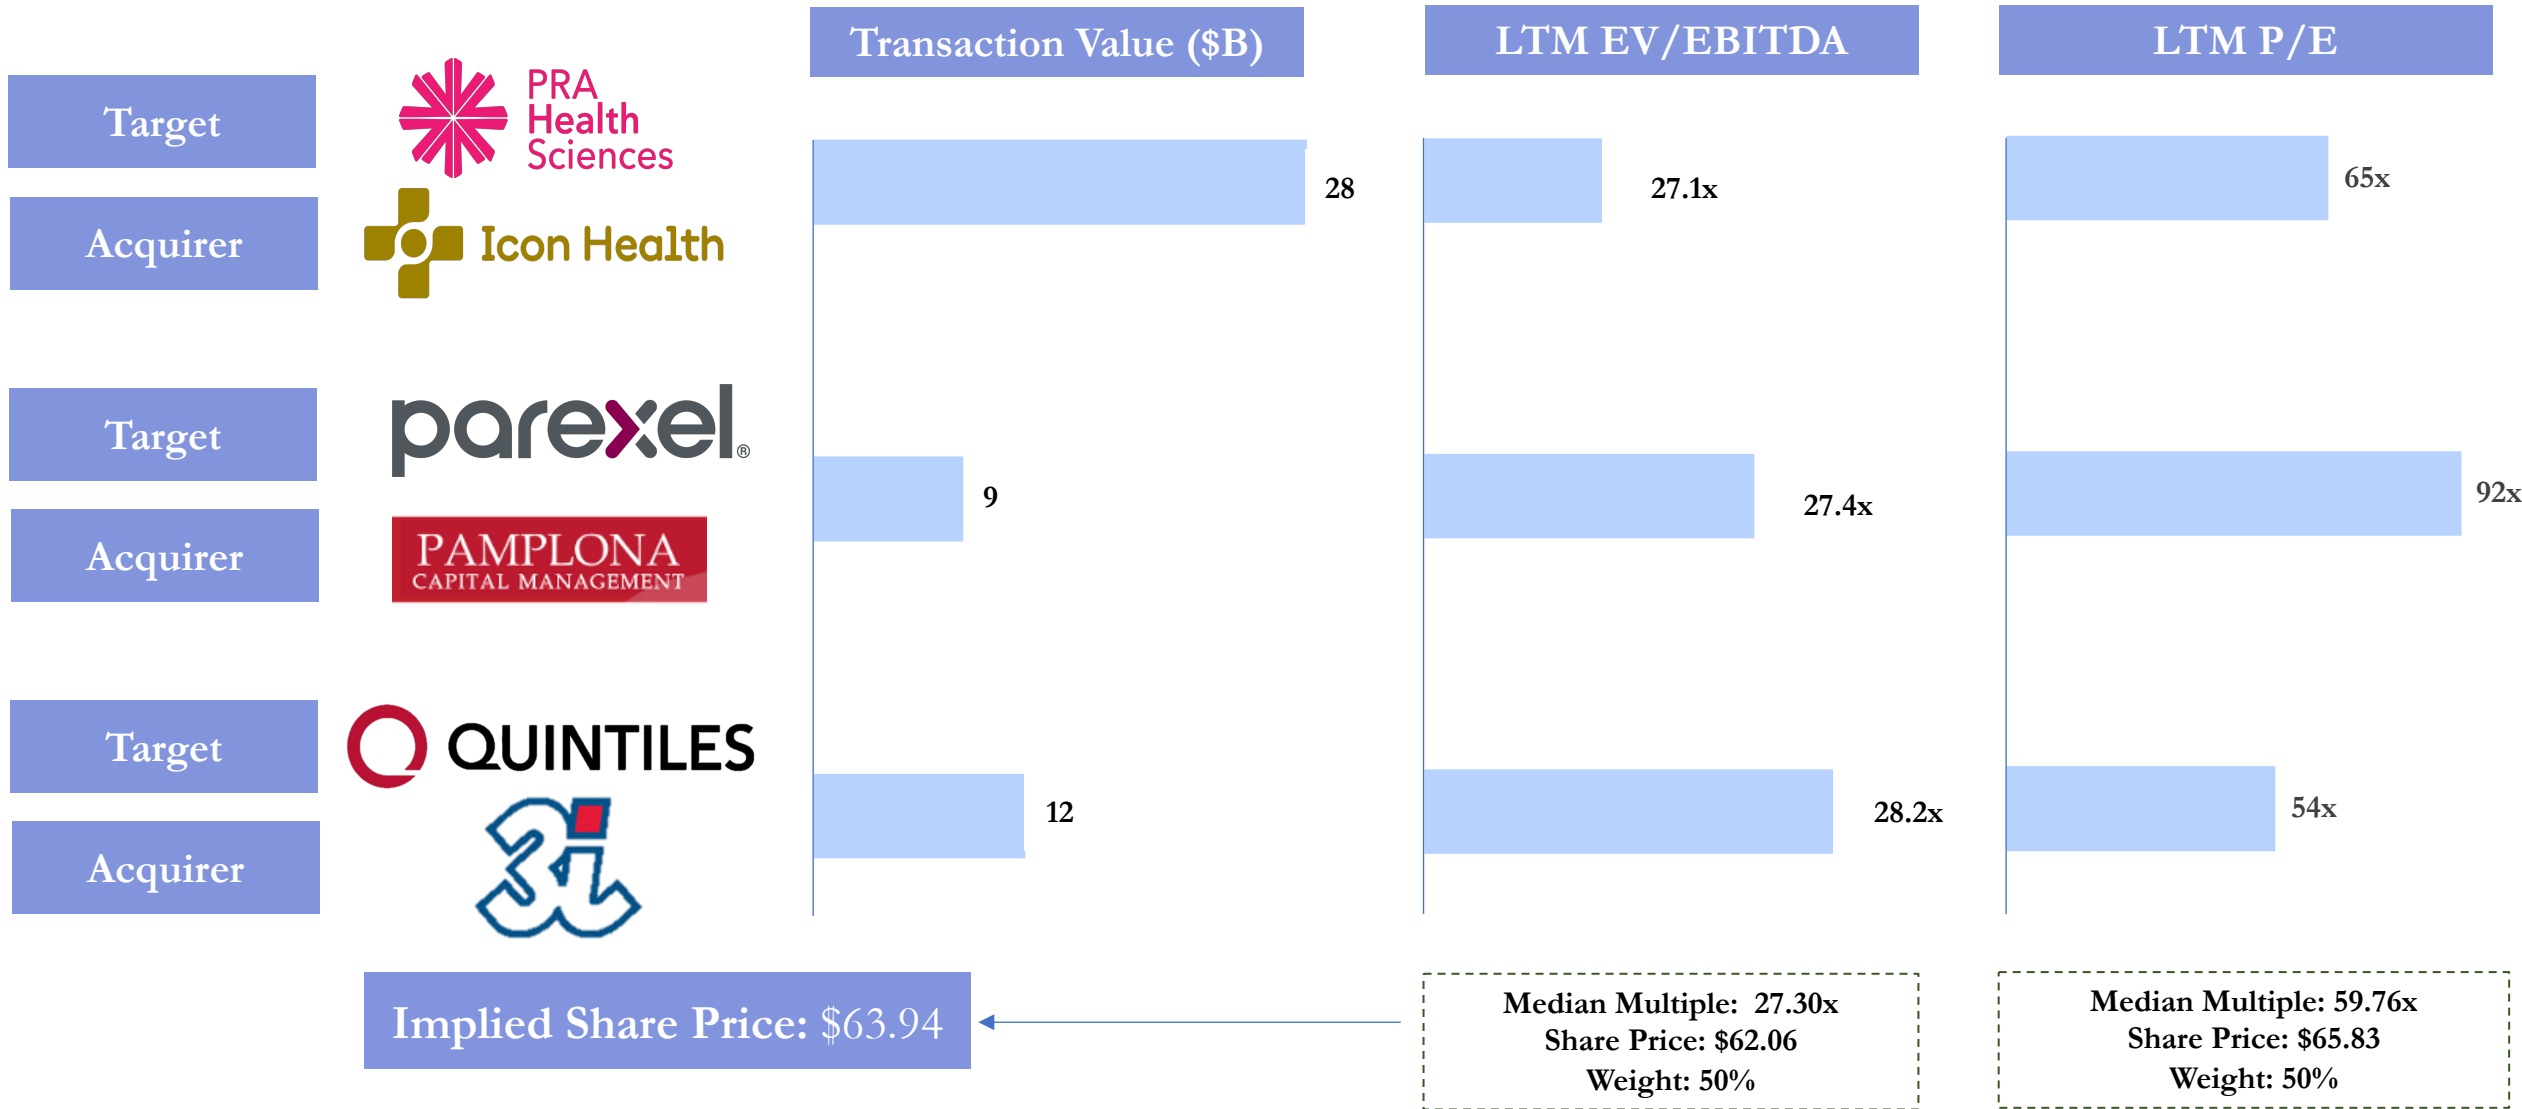 Transaction Value ($B)
LTM EV/EBITDA
LTM P/E
Target
PRA
Health
Sciences
28
27.1x
65x
Acquirer
Icon Health
Target
parexel®
9
27.4x
92x
Acquirer
PAMPLONA
CAPITAL MANAGEMENT
Target
QUINTILES
12
28.2x
54x
Acquirer
3i
Implied Share Price: $63.94
Median Multiple: 27.30x
Share Price: $62.06
Weight: 50%
Median Multiple: 59.76x
Share Price: $65.83
Weight: 50%